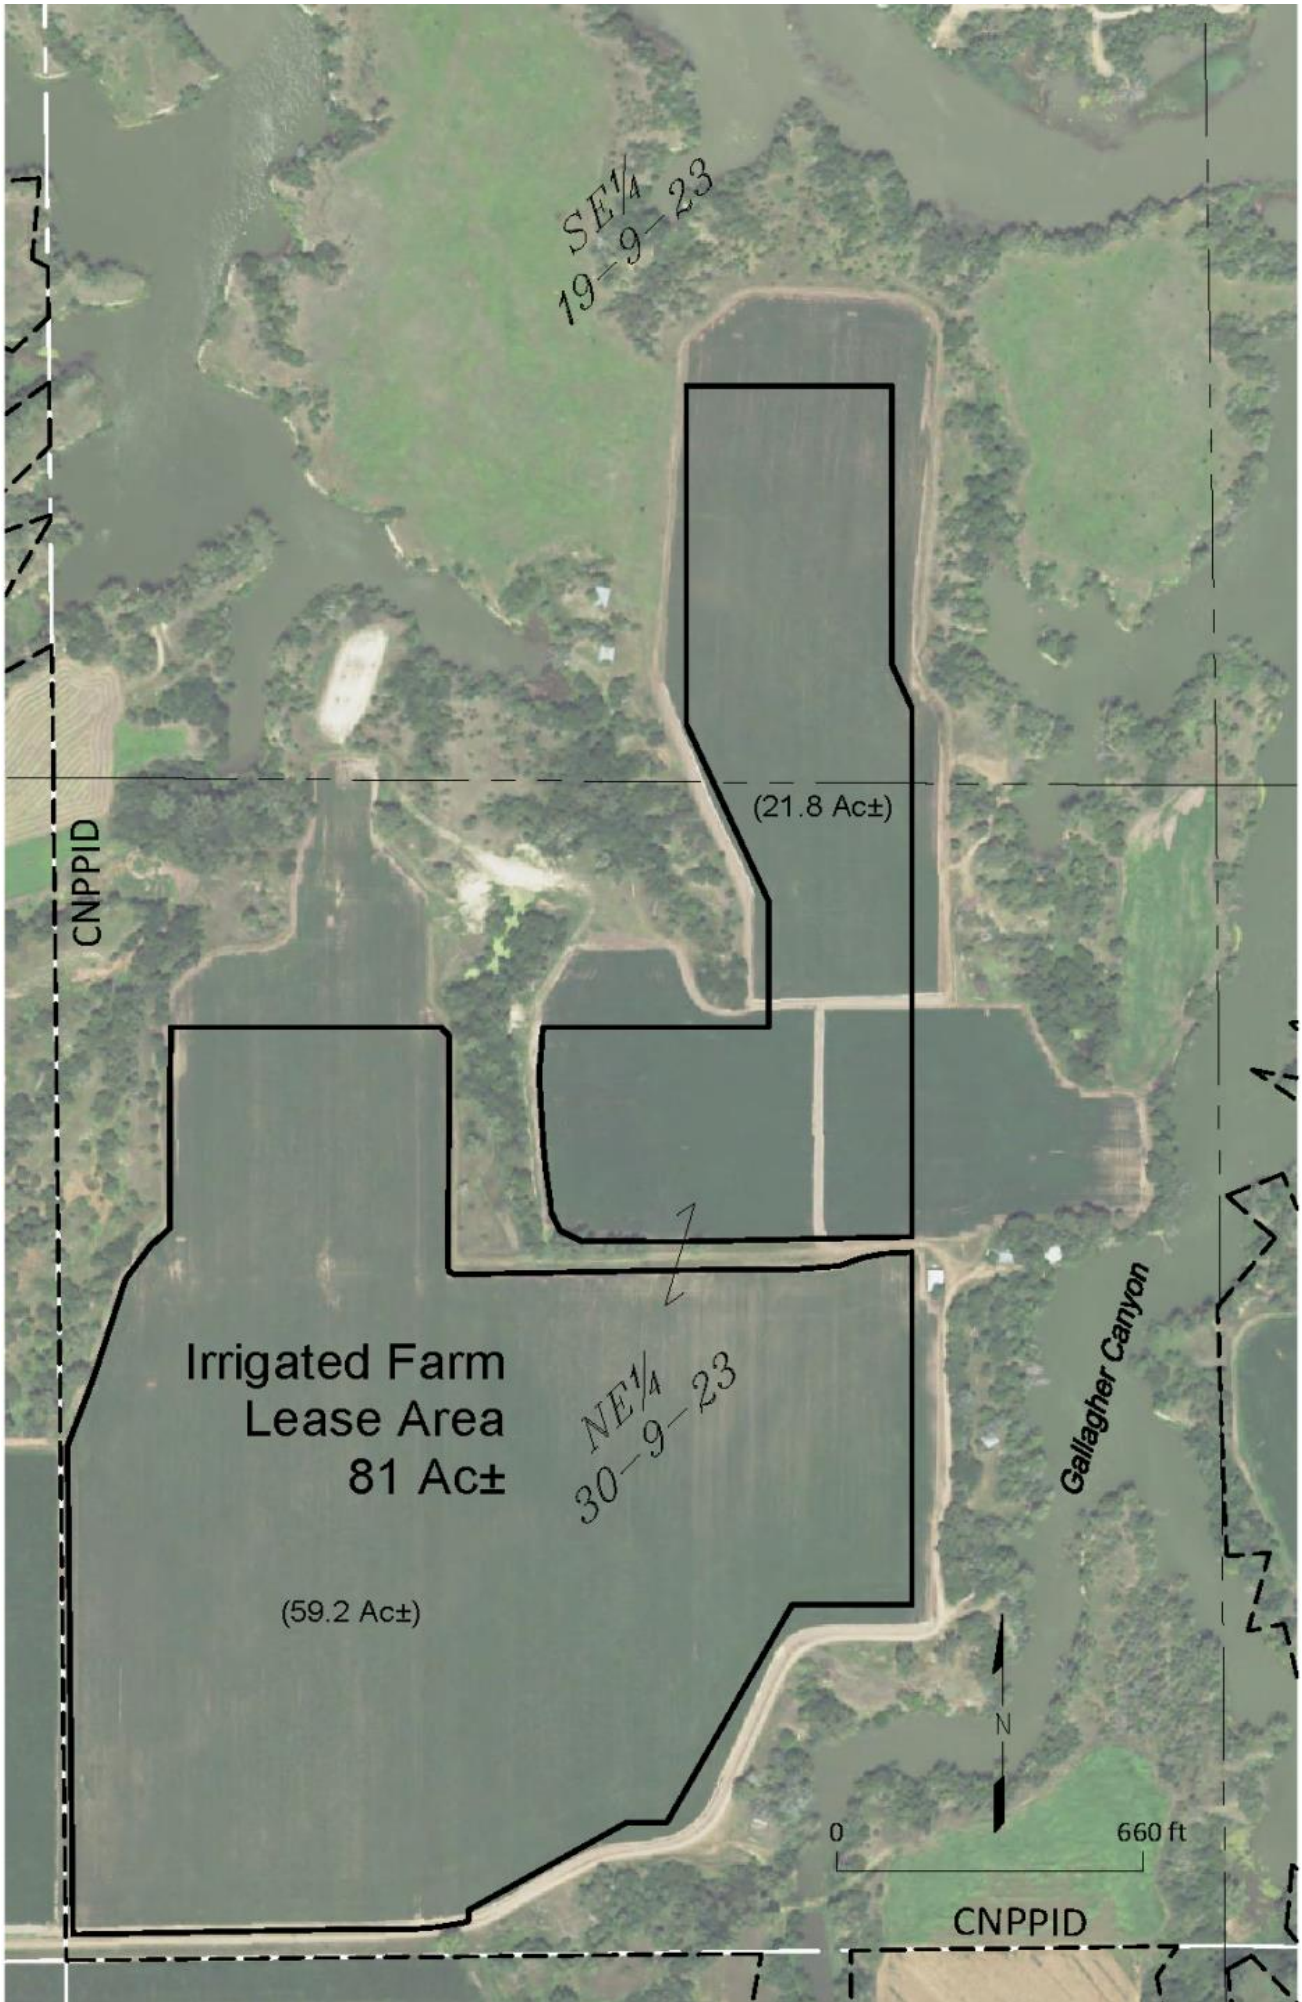 SE1/4
19-9-23
(21.8 Ac±)
CNPPID
Irrigated Farm
Lease Area
81 Ac±
NE1/4
30-9-23
Gallagher Canyon
(59.2 Ac±)
N
0 660 ft
CNPPID